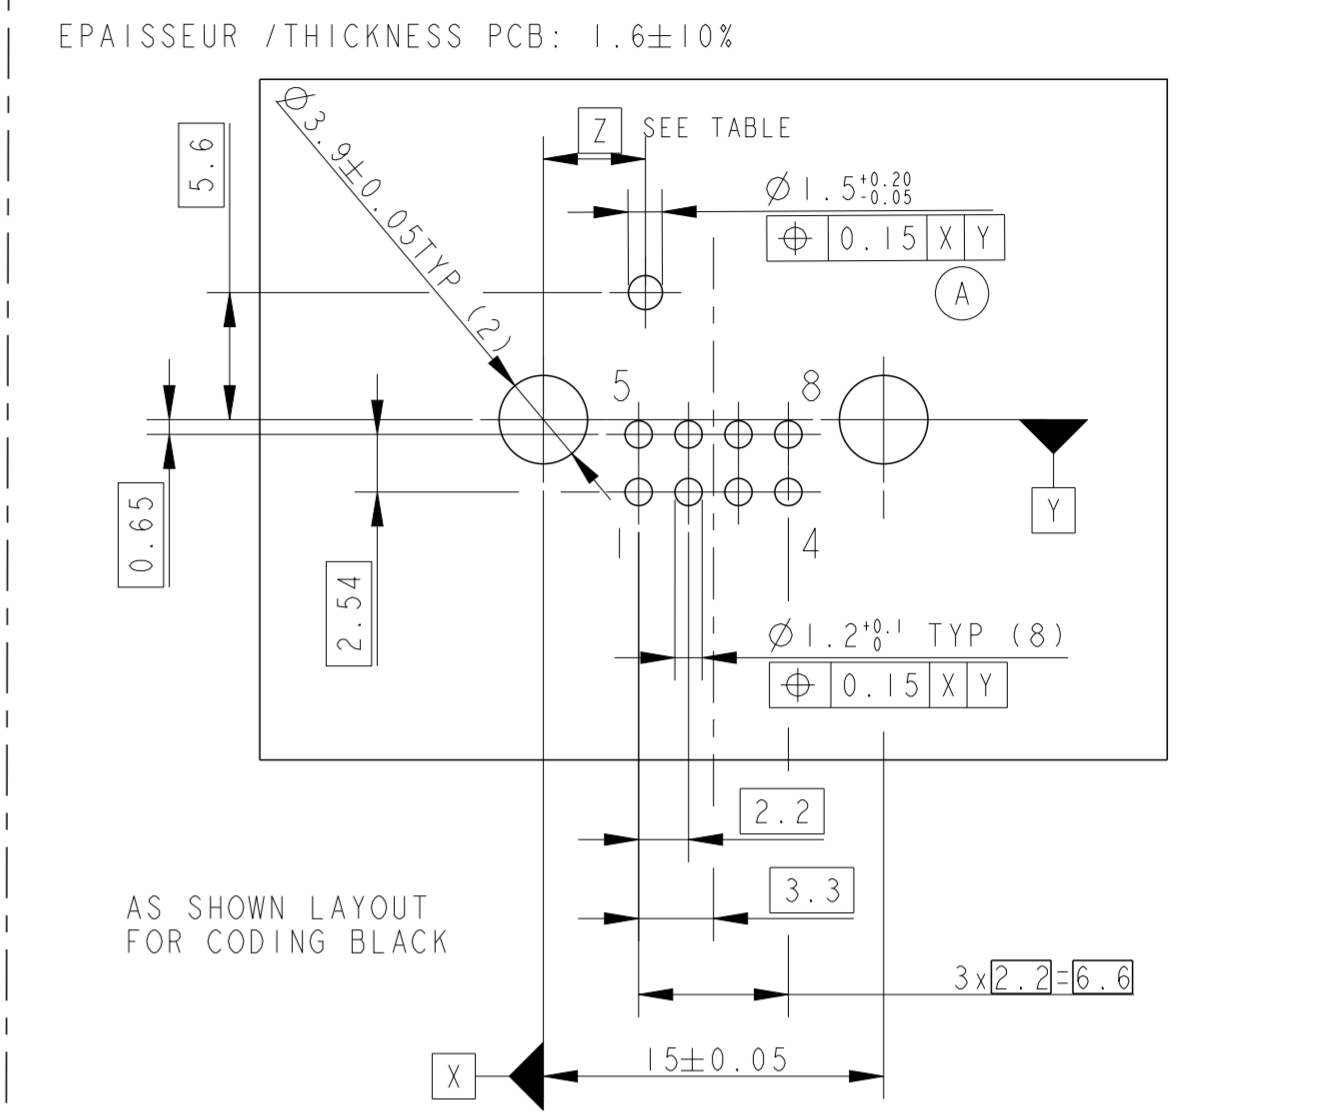 EPAISSEUR /THICKNESS PCB: 1.6±10%
Ø3.9±0.05TYP (2)
5.6
Z SEE TABLE
Ø1.5 +0.20 -0.05
⌖ 0.15 X Y
A
5
8
0.65
2.54
Y
1
4
Ø1.2 +0.1 0 TYP (8)
⌖ 0.15 X Y
2.2
3.3
AS SHOWN LAYOUT
FOR CODING BLACK
3x2.2=6.6
15±0.05
X